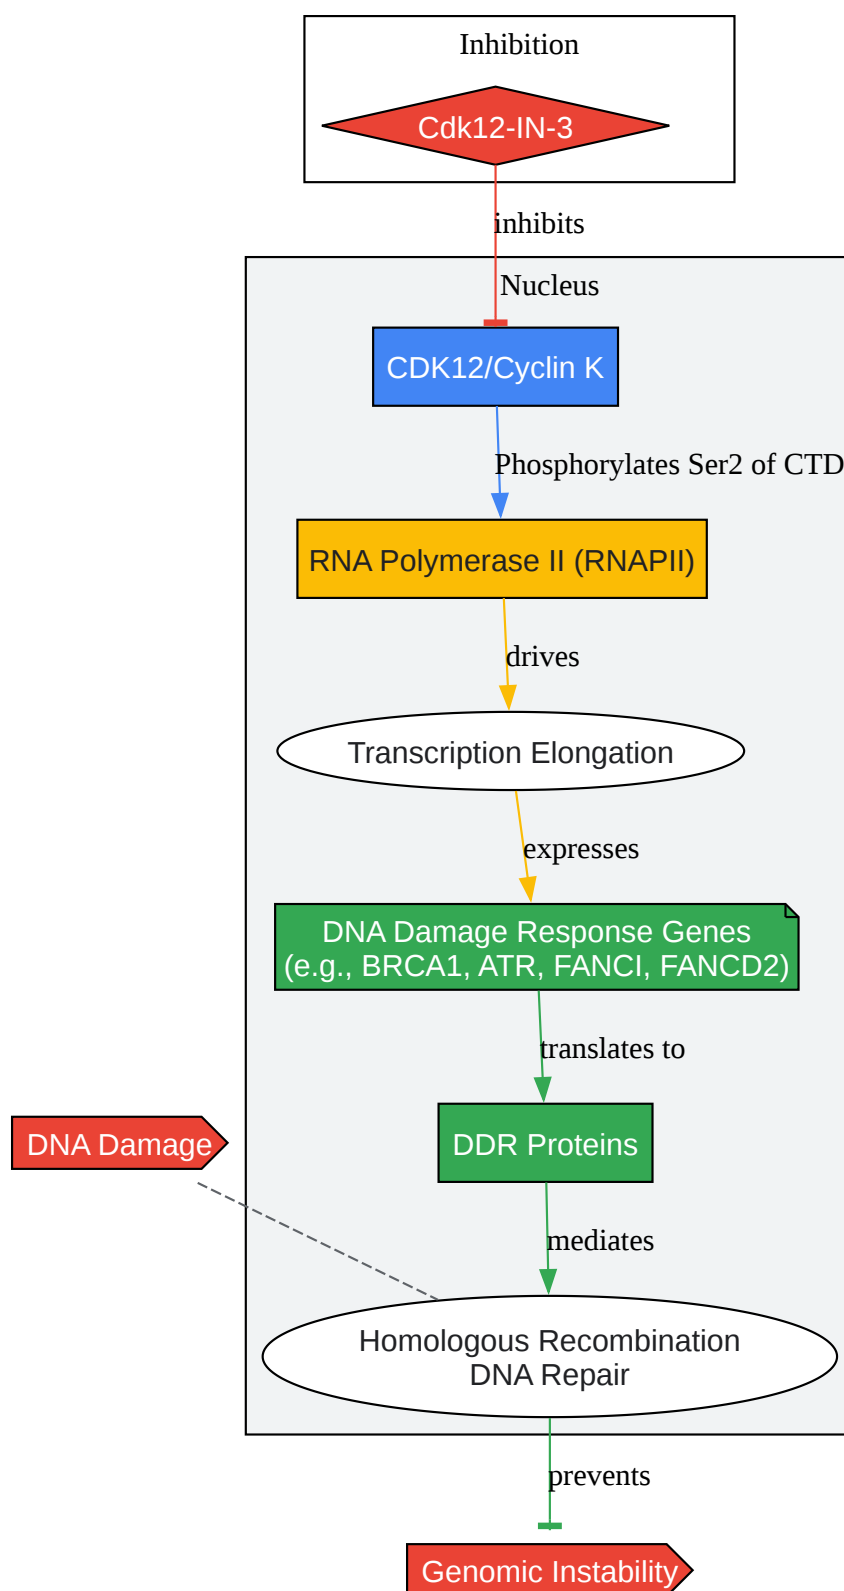 Inhibition
Cdk12-IN-3
inhibits
Nucleus
CDK12/Cyclin K
Phosphorylates Ser2 of CTD
RNA Polymerase II (RNAPII)
drives
Transcription Elongation
expresses
DNA Damage Response Genes
(e.g., BRCA1, ATR, FANCI, FANCD2)
translates to
DNA Damage
DDR Proteins
mediates
Homologous Recombination
DNA Repair
prevents
Genomic Instability